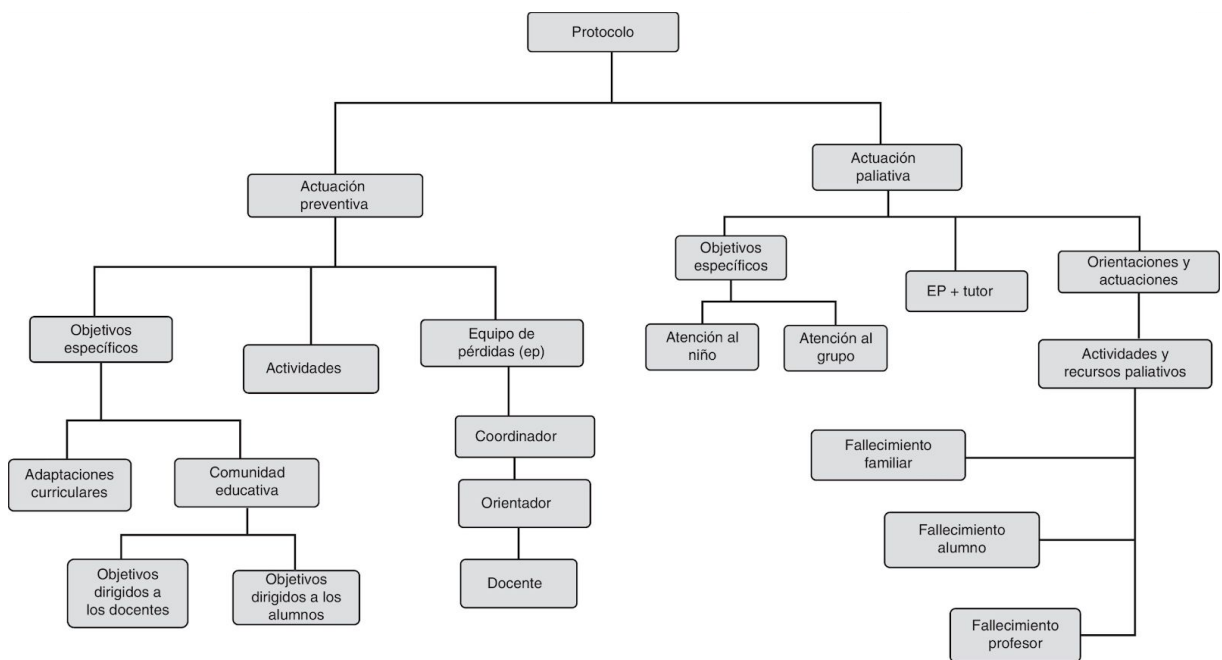 Protocolo
Actuación
preventiva
Actuación
paliativa
Objetivos
específicos
Actividades
Equipo de
pérdidas (ep)
Adaptaciones
curriculares
Comunidad
educativa
Objetivos
dirigidos a
los docentes
Objetivos
dirigidos a los
alumnos
Coordinador
Orientador
Docente
Objetivos
específicos
EP + tutor
Orientaciones y
actuaciones
Atención al
niño
Atención al
grupo
Actividades y
recursos paliativos
Fallecimiento
familiar
Fallecimiento
alumno
Fallecimiento
profesor